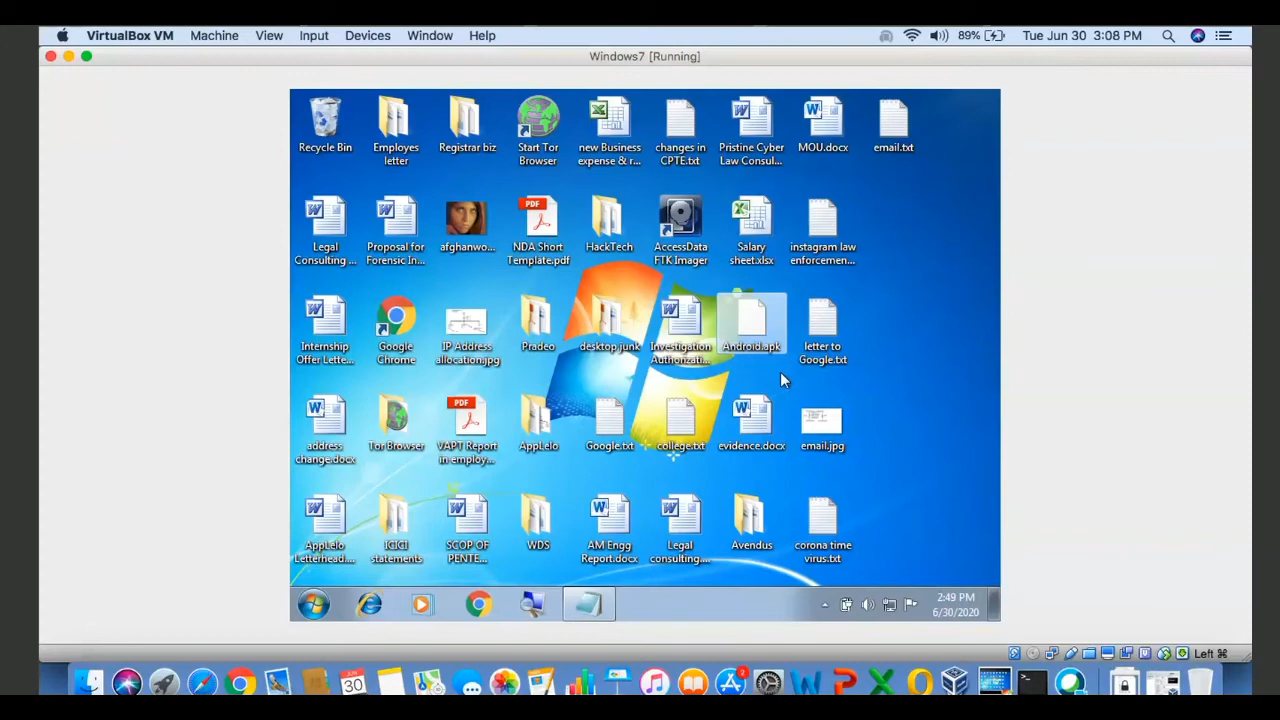 VirtualBox VM Machine View Input Devices Window Help 89% Tue Jun 30 3:08 PM
Windows7 [Running]
Recycle Bin
Employes letter
Registrar biz
Start Tor Browser
new Business expense & r...
changes in CPTE.txt
Pristine Cyber Law Consul...
MOU.docx
email.txt
Legal Consulting ...
Proposal for Forensic In...
afghanwo...
NDA Short Template.pdf
HackTech
AccessData FTK Imager
Salary sheet.xlsx
instagram law enforcemen...
Internship Offer Lette...
Google Chrome
IP Address allocation.jpg
Pradeo
desktop junk
Investigation Authorizati...
Android.apk
letter to Google.txt
address change.docx
Tor Browser
VAPT Report in employ...
AppLelo
Google.txt
college.txt
evidence.docx
email.jpg
AppLelo Letterhead....
ICICI statements
SCOP OF PENTE...
WDS
AM Engg Report.docx
Legal consulting....
Avendus
corona time virus.txt
2:49 PM
6/30/2020
Left ⌘